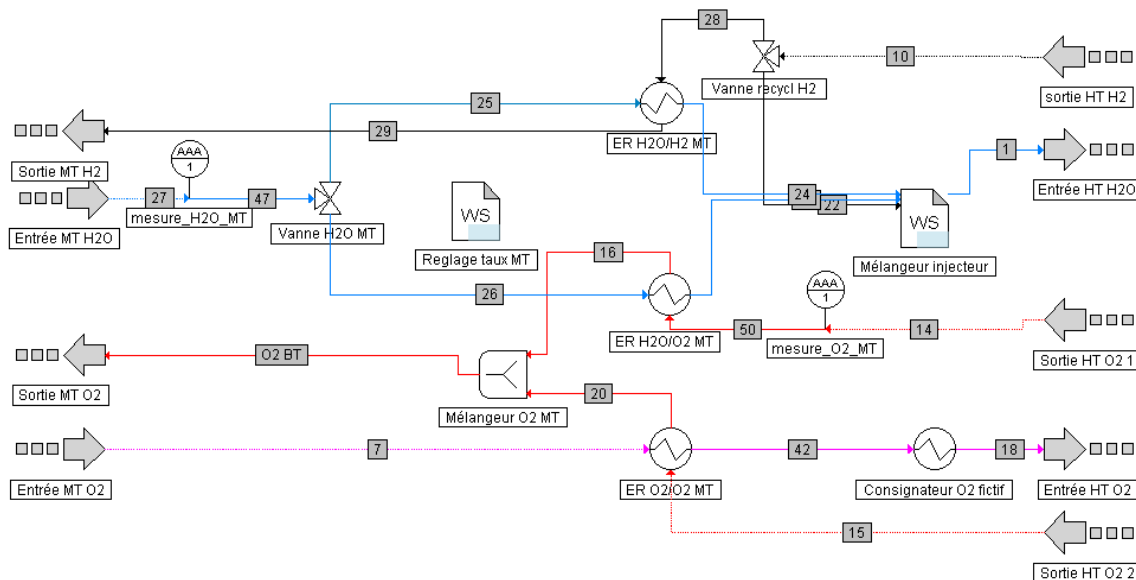 28
10
Vanne recycl H2
sortie HT H2
25
ER H2O/H2 MT
29
Sortie MT H2
AAA
1
27
47
mesure_H2O_MT
Entrée MT H2O
Vanne H2O MT
WS
Reglage taux MT
1
Entrée HT H2O
24
22
WS
Mélangeur injecteur
16
26
ER H2O/O2 MT
AAA
1
50
14
mesure_O2_MT
Sortie HT O2 1
O2 BT
Sortie MT O2
20
Mélangeur O2 MT
7
Entrée MT O2
ER O2/O2 MT
42
Consignateur O2 fictif
18
Entrée HT O2
15
Sortie HT O2 2